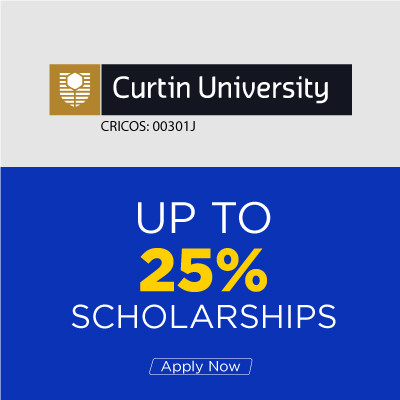 Curtin University
CRICOS: 00301J
UP TO
25%
SCHOLARSHIPS
Apply Now